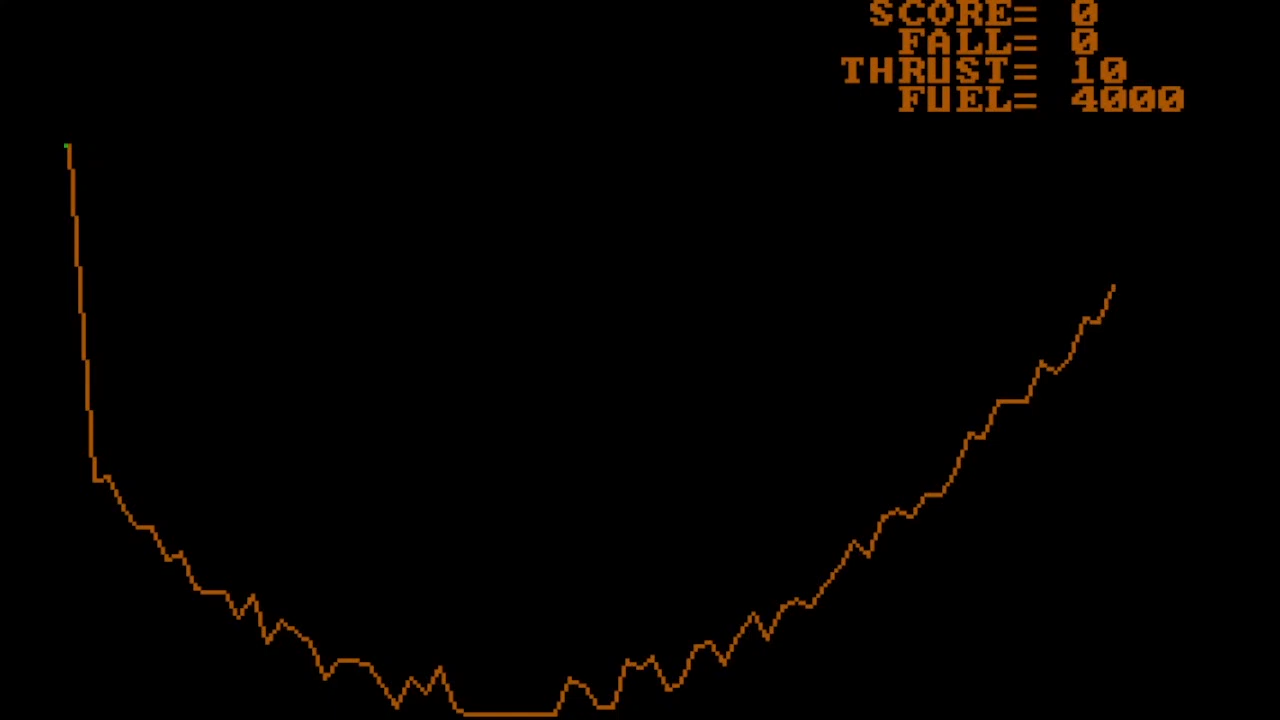 SCORE= 0
FALL= 0
THRUST= 10
FUEL= 4000